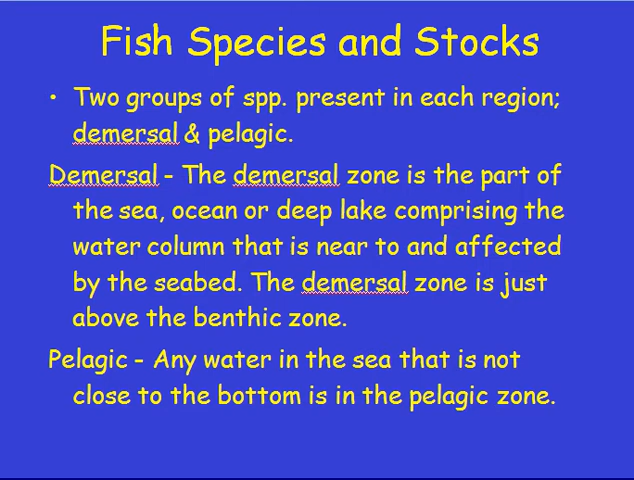 Fish Species and Stocks
• Two groups of spp. present in each region;
demersal & pelagic.
Demersal - The demersal zone is the part of
the sea, ocean or deep lake comprising the
water column that is near to and affected
by the seabed. The demersal zone is just
above the benthic zone.
Pelagic - Any water in the sea that is not
close to the bottom is in the pelagic zone.